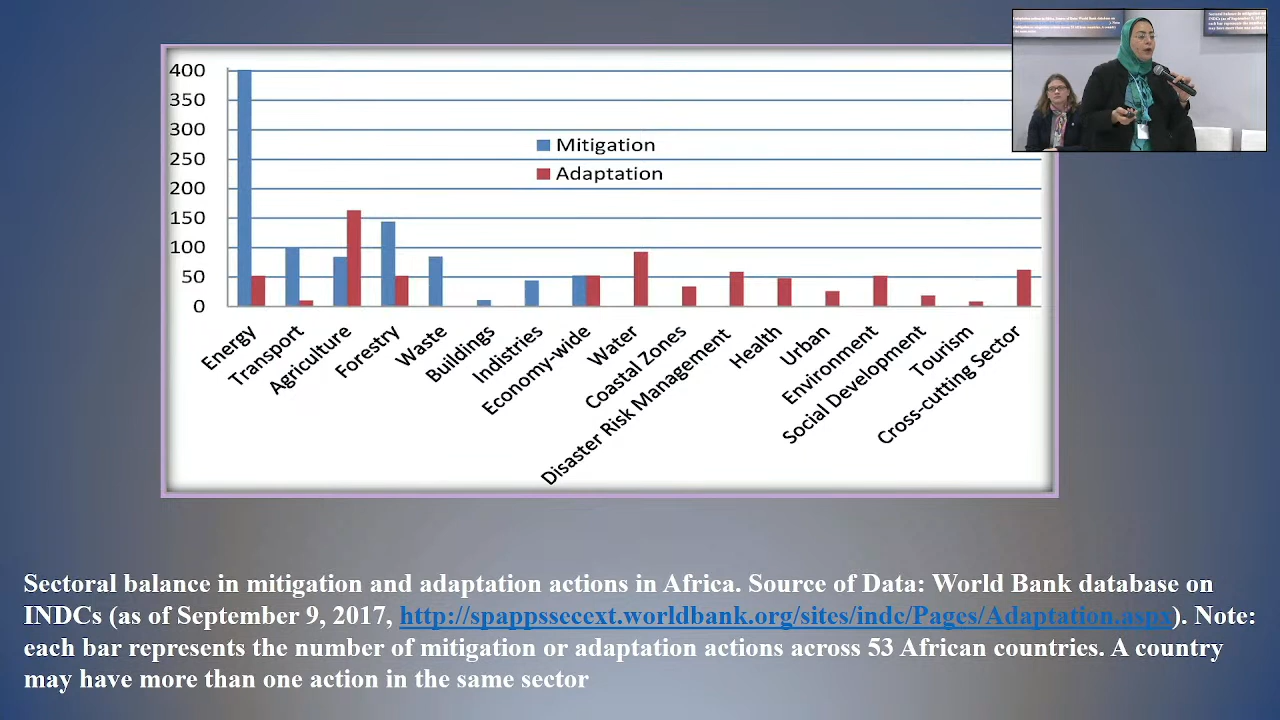 400
350
300
250
200
150
100
50
0
Mitigation
Adaptation
Energy
Transport
Agriculture
Forestry
Waste
Buildings
Indistries
Economy-wide
Water
Coastal Zones
Disaster Risk Management
Health
Urban
Environment
Social Development
Tourism
Cross-cutting Sector
Sectoral balance in mitigation and adaptation actions in Africa. Source of Data: World Bank database on
INDCs (as of September 9, 2017, http://spappssecext.worldbank.org/sites/indc/Pages/Adaptation.aspx). Note:
each bar represents the number of mitigation or adaptation actions across 53 African countries. A country
may have more than one action in the same sector